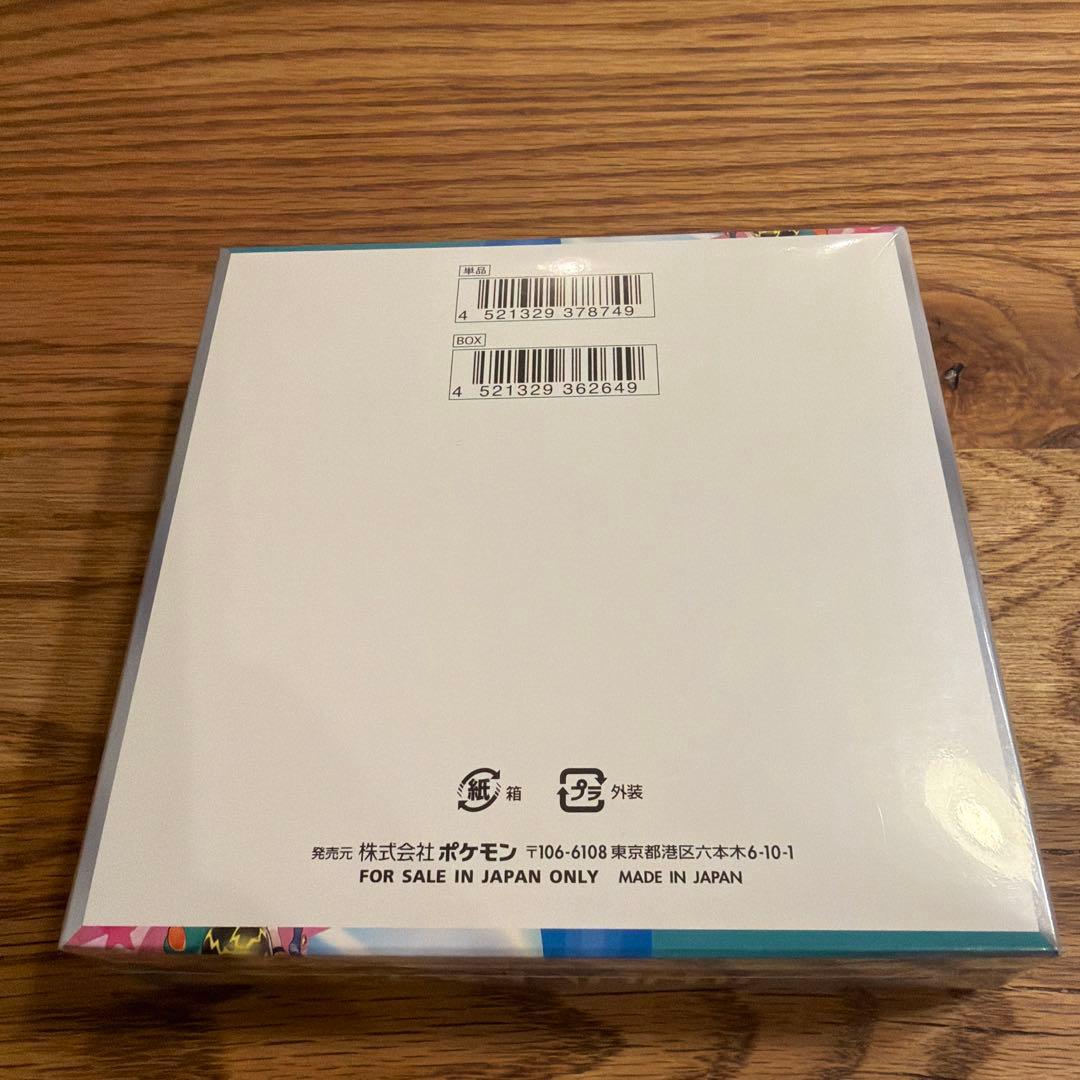 単品
4 521329 378749
BOX
4 521329 362649
紙 箱 プラ 外装
発売元 株式会社 ポケモン 〒106-6108 東京都港区六本木6-10-1
FOR SALE IN JAPAN ONLY MADE IN JAPAN